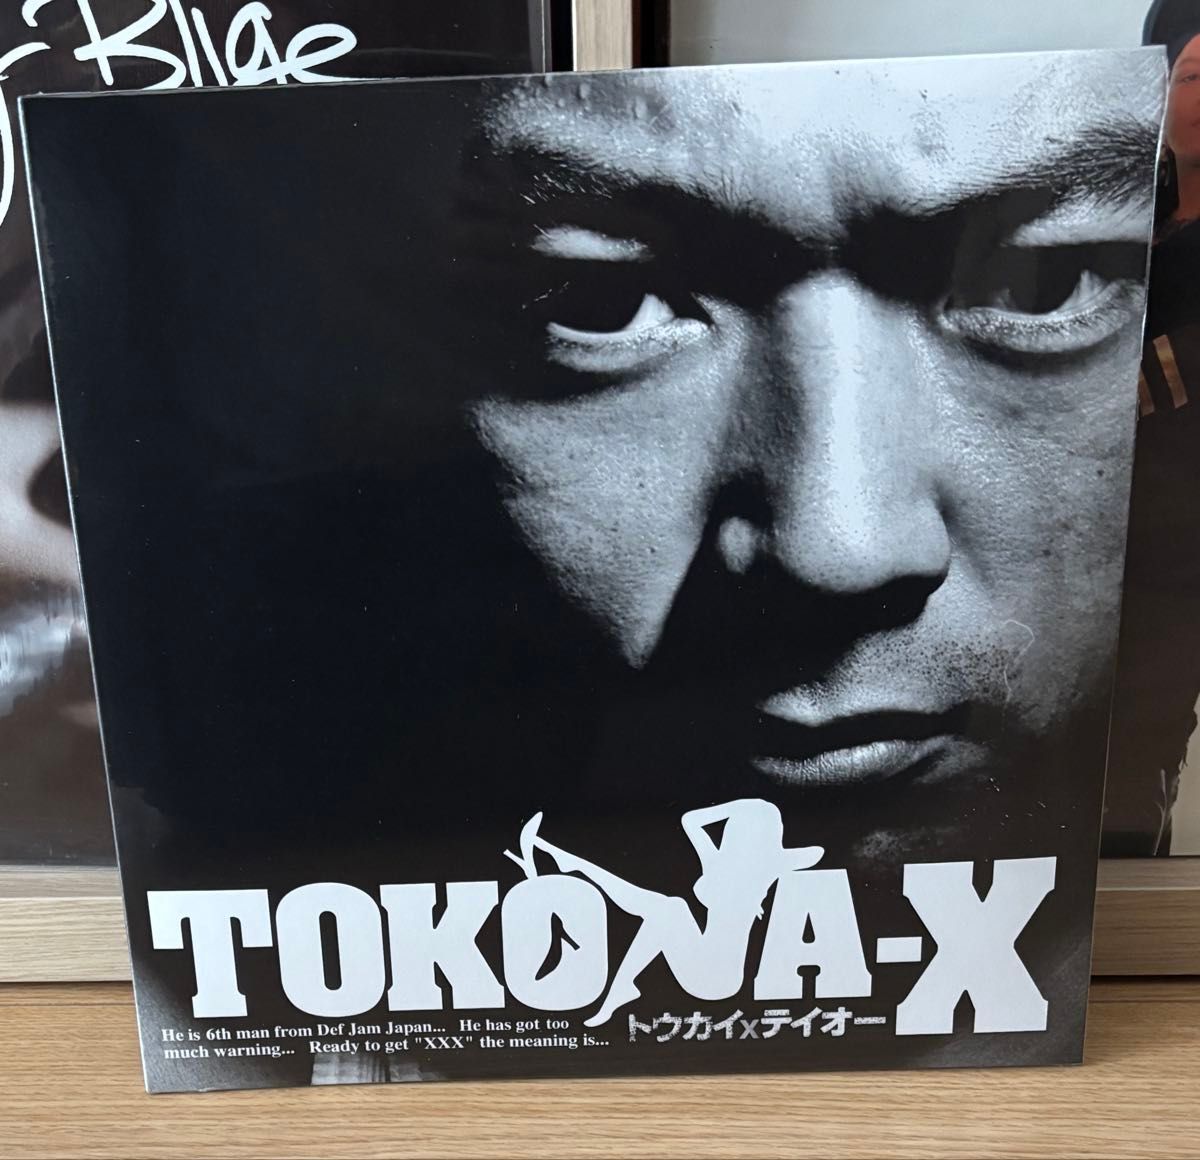 Blige
TOKONA-X
トウカイxテイオー
He is 6th man from Def Jam Japan... He has got too
much warning... Ready to get "XXX" the meaning is...